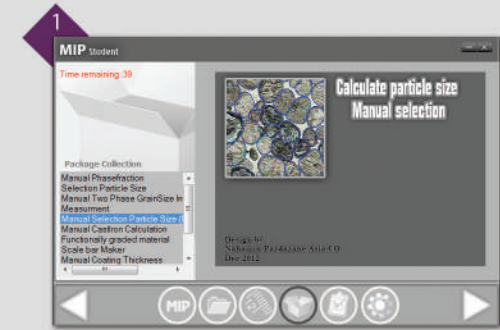 1
MIP Student
Time remaining :39
Package Collection
Manual Phasefraction
Selection Particle Size
Manual Two Phase GrainSize In
Measurment
Manual Selection Particle Size (
Manual CastIron Calculation
Functionally graded material
Scale bar Maker
Manual Coating Thickness
Calculate particle size
Manual selection
Design by
Nahamin Pardazane Asia CO
Dec 2012
MIP